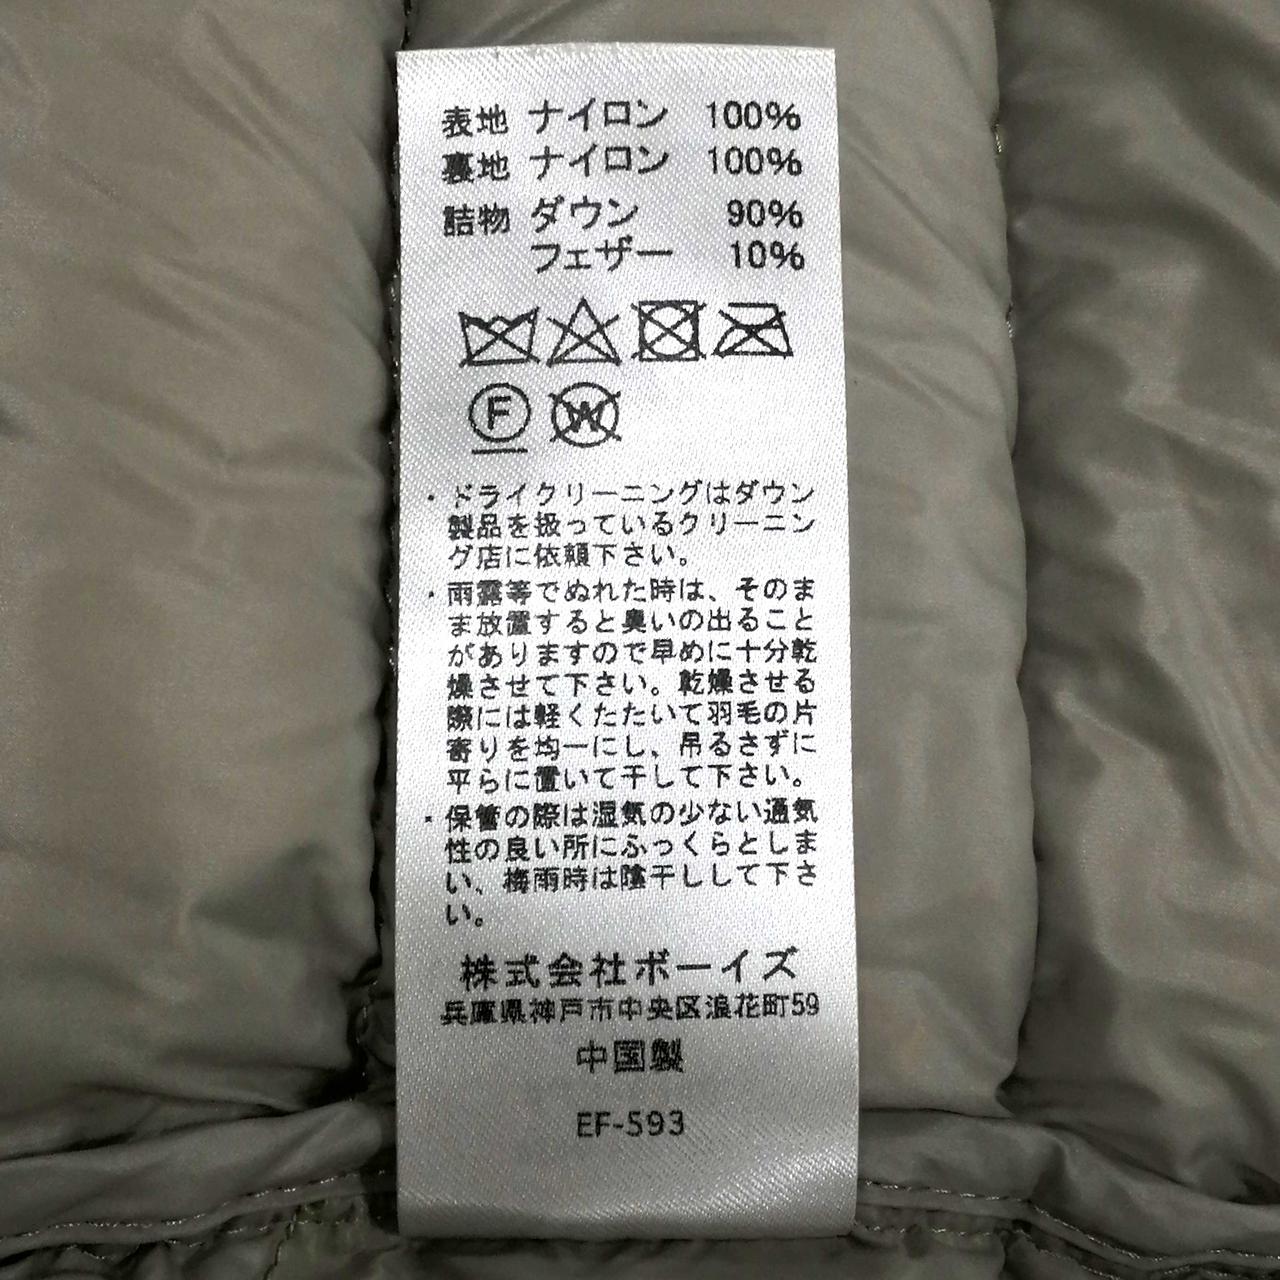 表地 ナイロン 100%
裏地 ナイロン 100%
詰物 ダウン 90%
フェザー 10%
F W
・ドライクリーニングはダウン
製品を扱っているクリーニン
グ店に依頼下さい。
・雨露等でぬれた時は、そのま
ま放置すると臭いの出ること
がありますので早めに十分乾
燥させて下さい。乾燥させる
際には軽くたたいて羽毛の片
寄りを均一にし、吊るさずに
平らに置いて干して下さい。
・保管の際は湿気の少ない通気
性の良い所にふっくらとしま
い、梅雨時は陰干しして下さ
い。
株式会社ボーイズ
兵庫県神戸市中央区浪花町59
中国製
EF-593